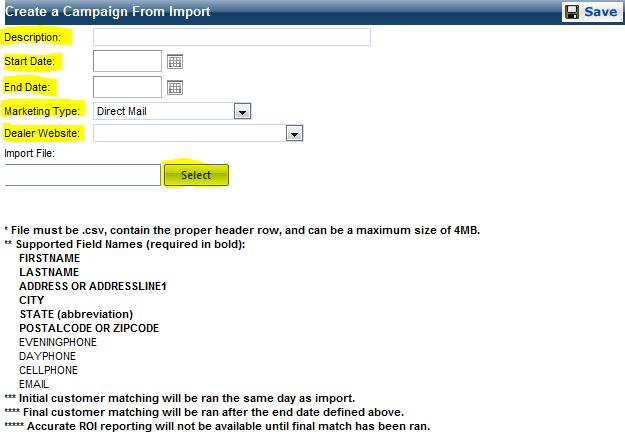 Create a Campaign From Import
Save
Description:
Start Date:
End Date:
Marketing Type: Direct Mail
Dealer Website:
Import File:
Select
* File must be .csv, contain the proper header row, and can be a maximum size of 4MB.
** Supported Field Names (required in bold):
FIRSTNAME
LASTNAME
ADDRESS OR ADDRESSLINE1
CITY
STATE (abbreviation)
POSTALCODE OR ZIPCODE
EVENINGPHONE
DAYPHONE
CELLPHONE
EMAIL
*** Initial customer matching will be ran the same day as import.
**** Final customer matching will be ran after the end date defined above.
***** Accurate ROI reporting will not be available until final match has been ran.